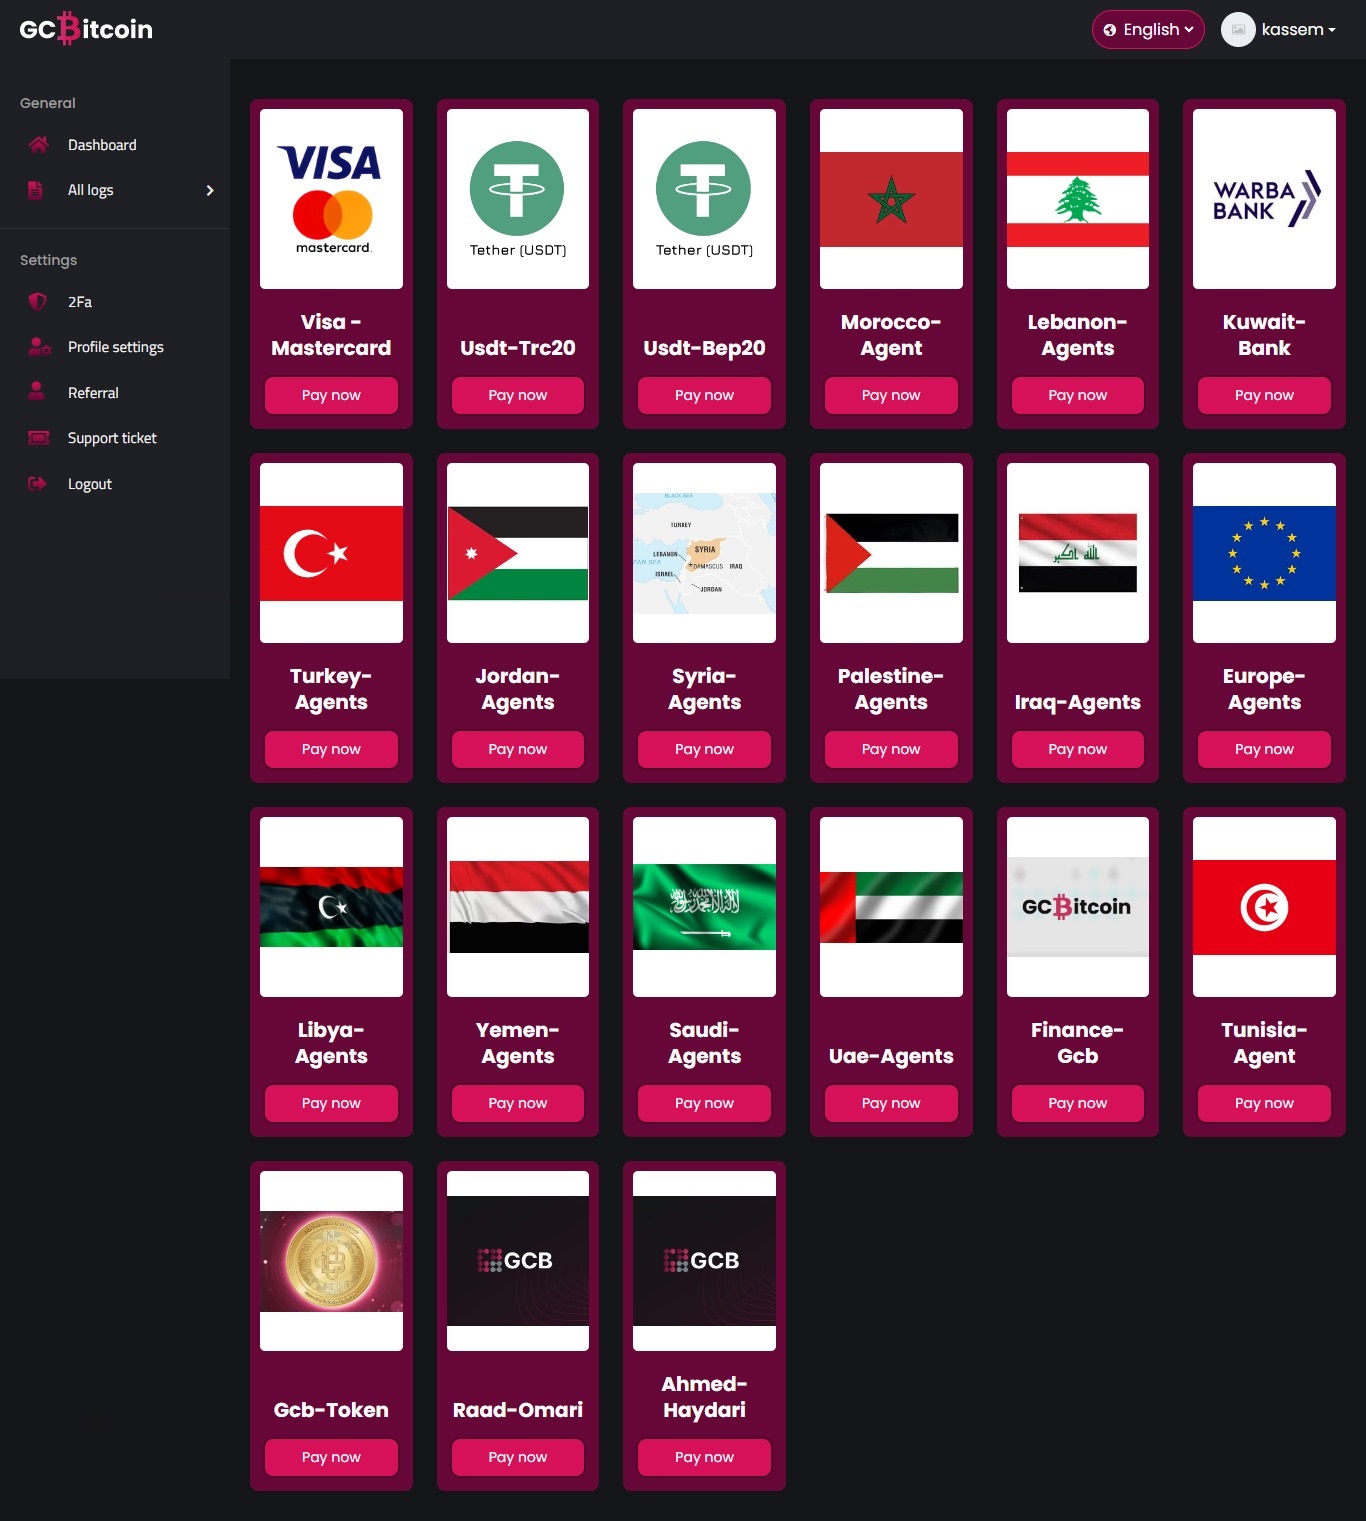 GCBitcoin
English
kassem
General
Dashboard
All logs
Settings
2Fa
Profile settings
Referral
Support ticket
Logout
VISA
mastercard.
Visa -
Mastercard
Pay now
Tether (USDT)
Usdt-Trc20
Pay now
Tether (USDT)
Usdt-Bep20
Pay now
Morocco-
Agent
Pay now
Lebanon-
Agents
Pay now
WARBA
BANK
Kuwait-
Bank
Pay now
Turkey-
Agents
Pay now
Jordan-
Agents
Pay now
BLACK SEA
TURKEY
SYRIA
LEBANON
DAMASCUS
IRAQ
ISRAEL
JORDAN
Syria-
Agents
Pay now
Palestine-
Agents
Pay now
الله اكبر
Iraq-Agents
Pay now
Europe-
Agents
Pay now
Libya-
Agents
Pay now
Yemen-
Agents
Pay now
Saudi-
Agents
Pay now
Uae-Agents
Pay now
GCBitcoin
Finance-
Gcb
Pay now
Tunisia-
Agent
Pay now
Gcb-Token
Pay now
GCB
Raad-Omari
Pay now
GCB
Ahmed-
Haydari
Pay now